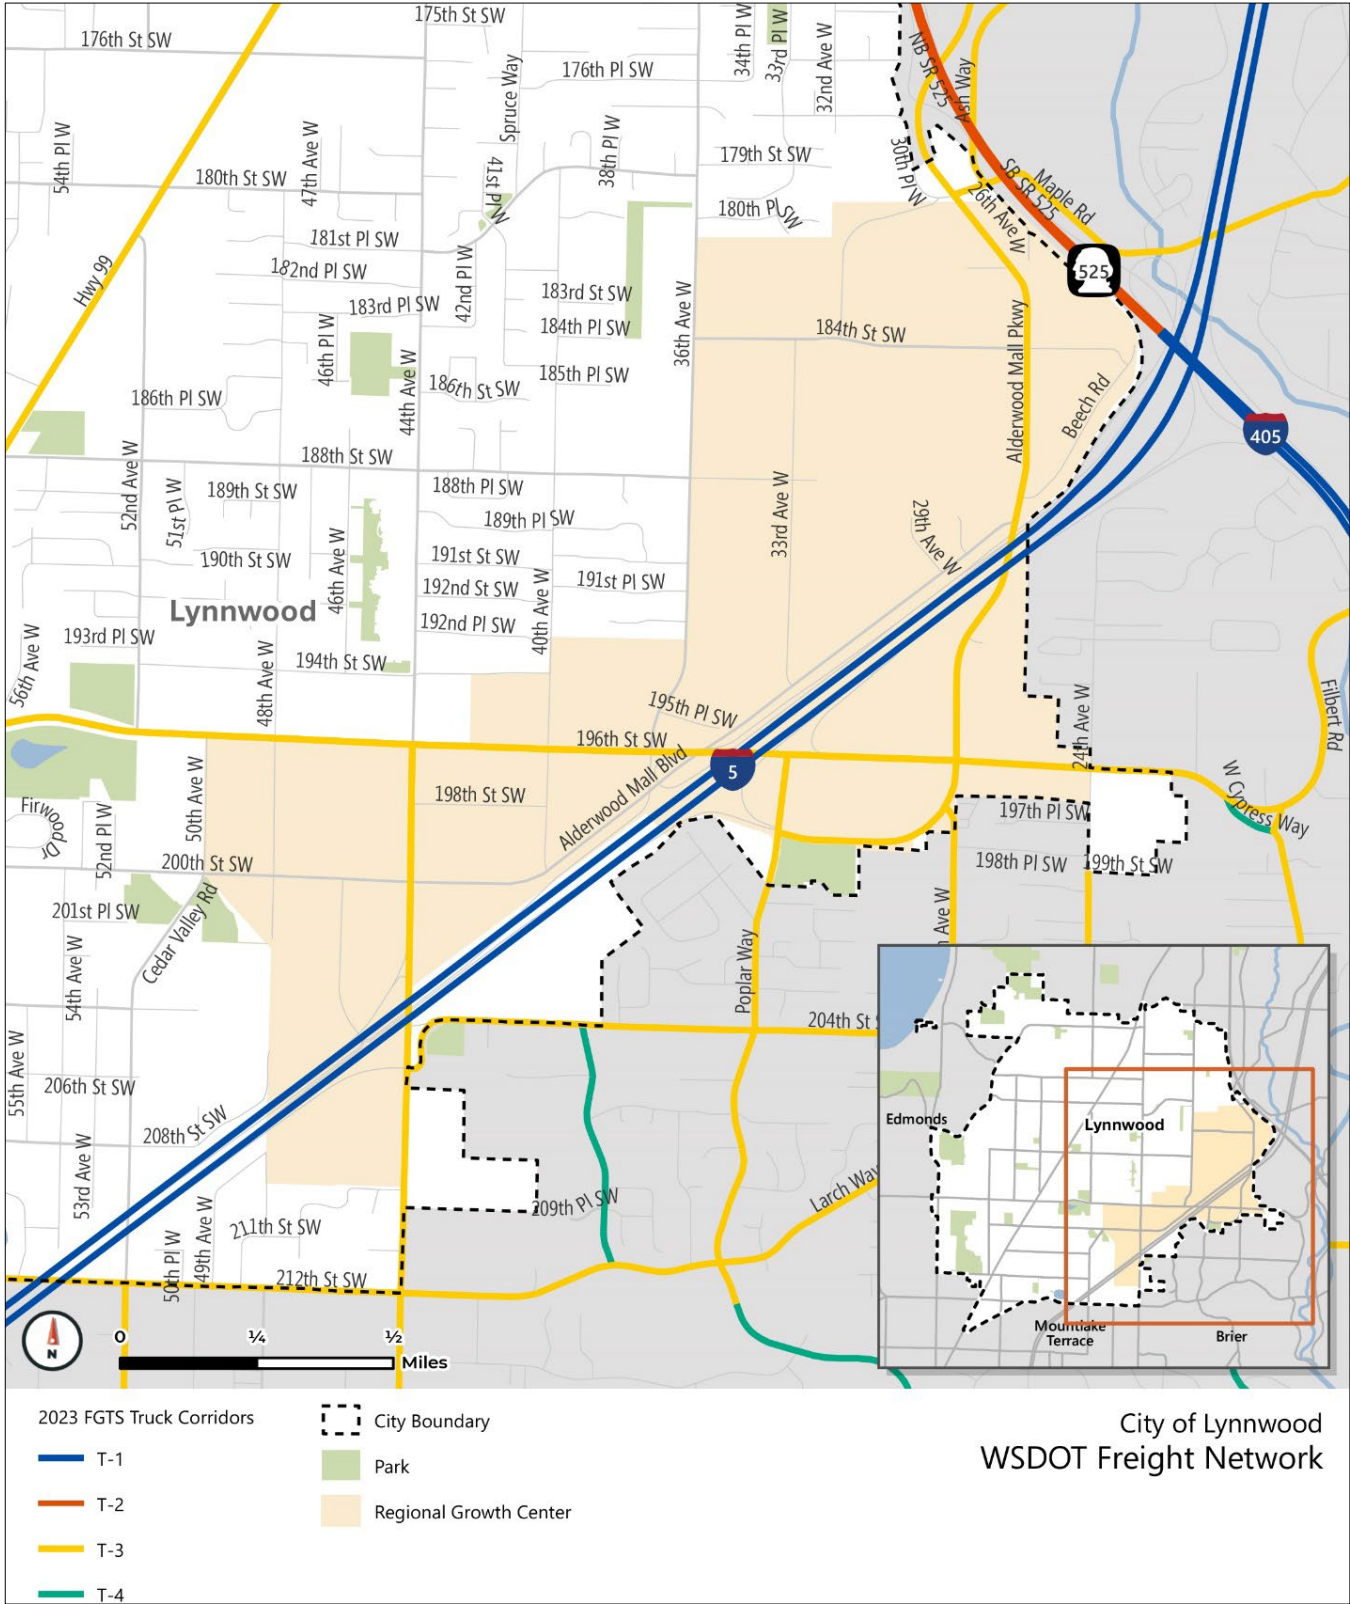 175th St SW
176th St SW
34th Pl W
33rd Pl W
32nd Ave W
NB SR 525
Ash Way
Spruce Way
176th Pl SW
54th Pl W
47th Ave W
38th Pl W
179th St SW
30th Pl W
180th St SW
41st Pl W
SB SR 525
Maple Rd
26th Ave W
180th Pl SW
181st Pl SW
182nd Pl SW
42nd Pl W
Hwy 99
525
183rd Pl SW
183rd St SW
184th Pl SW
36th Ave W
184th St SW
Alderwood Mall Pkwy
46th Pl W
44th Ave W
186th St SW
185th Pl SW
186th Pl SW
Beech Rd
405
52nd Ave W
188th St SW
51st Pl W
189th St SW
188th Pl SW
189th Pl SW
33rd Ave W
29th Ave W
190th St SW
46th Ave W
191st St SW
192nd St SW
191st Pl SW
40th Ave W
Lynnwood
192nd Pl SW
193rd Pl SW
56th Ave W
48th Ave W
194th St SW
195th Pl SW
24th Ave W
Filbert Rd
196th St SW
5
50th Ave W
198th St SW
Alderwood Mall Blvd
197th Pl SW
W Cypress Way
Firwood Dr
52nd Pl W
200th St SW
198th Pl SW
199th St SW
201st Pl SW
Cedar Valley Rd
54th Ave W
Poplar Way
h Ave W
204th St S
55th Ave W
206th St SW
208th St SW
53rd Ave W
209th Pl SW
Larch Way
50th Pl W
49th Ave W
211th St SW
212th St SW
Edmonds
Lynnwood
Mountlake
Terrace
Brier
N
0 ¼ ½
Miles
2023 FGTS Truck Corridors
T-1
T-2
T-3
T-4
City Boundary
Park
Regional Growth Center
City of Lynnwood
WSDOT Freight Network